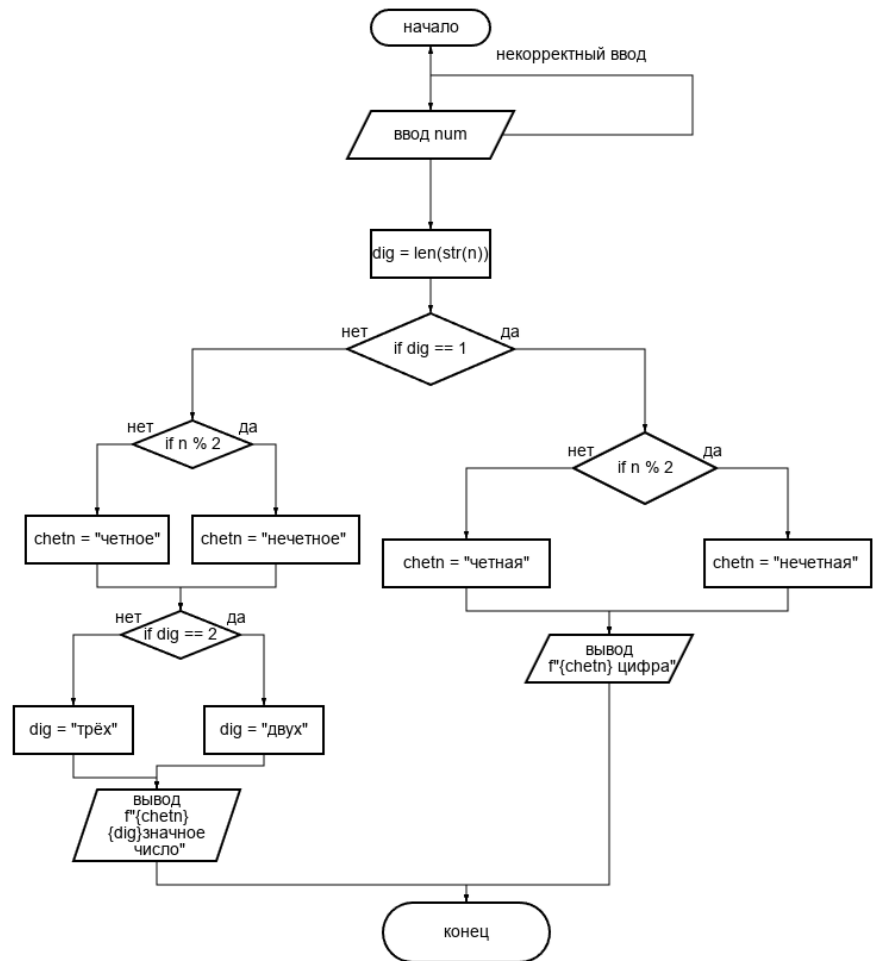 начало
некорректный ввод
ввод num
dig = len(str(n))
нет
да
if dig == 1
нет
да
if n % 2
нет
да
if n % 2
chetn = "четное"
chetn = "нечетное"
chetn = "четная"
chetn = "нечетная"
нет
да
if dig == 2
вывод
f"{chetn} цифра"
dig = "трёх"
dig = "двух"
вывод
f"{chetn}
{dig}значное
число"
конец